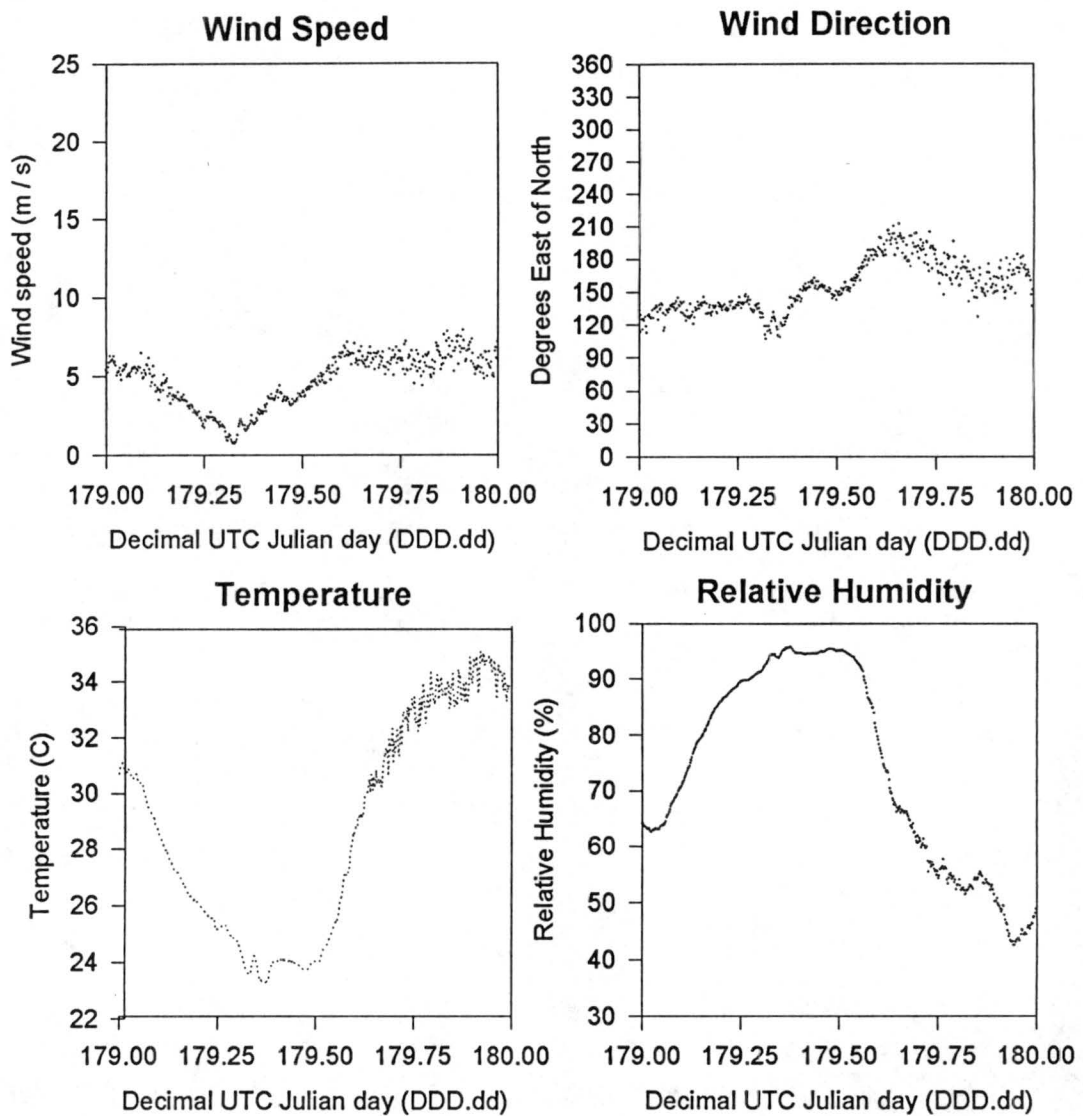 Wind Speed
25
20
15
10
5
0
Wind speed (m / s)
179.00 179.25 179.50 179.75 180.00
Decimal UTC Julian day (DDD.dd)
Wind Direction
360
330
300
270
240
210
180
150
120
90
60
30
0
Degrees East of North
179.00 179.25 179.50 179.75 180.00
Decimal UTC Julian day (DDD.dd)
Temperature
36
34
32
30
28
26
24
22
Temperature (C)
179.00 179.25 179.50 179.75 180.00
Decimal UTC Julian day (DDD.dd)
Relative Humidity
100
90
80
70
60
50
40
30
Relative Humidity (%)
179.00 179.25 179.50 179.75 180.00
Decimal UTC Julian day (DDD.dd)